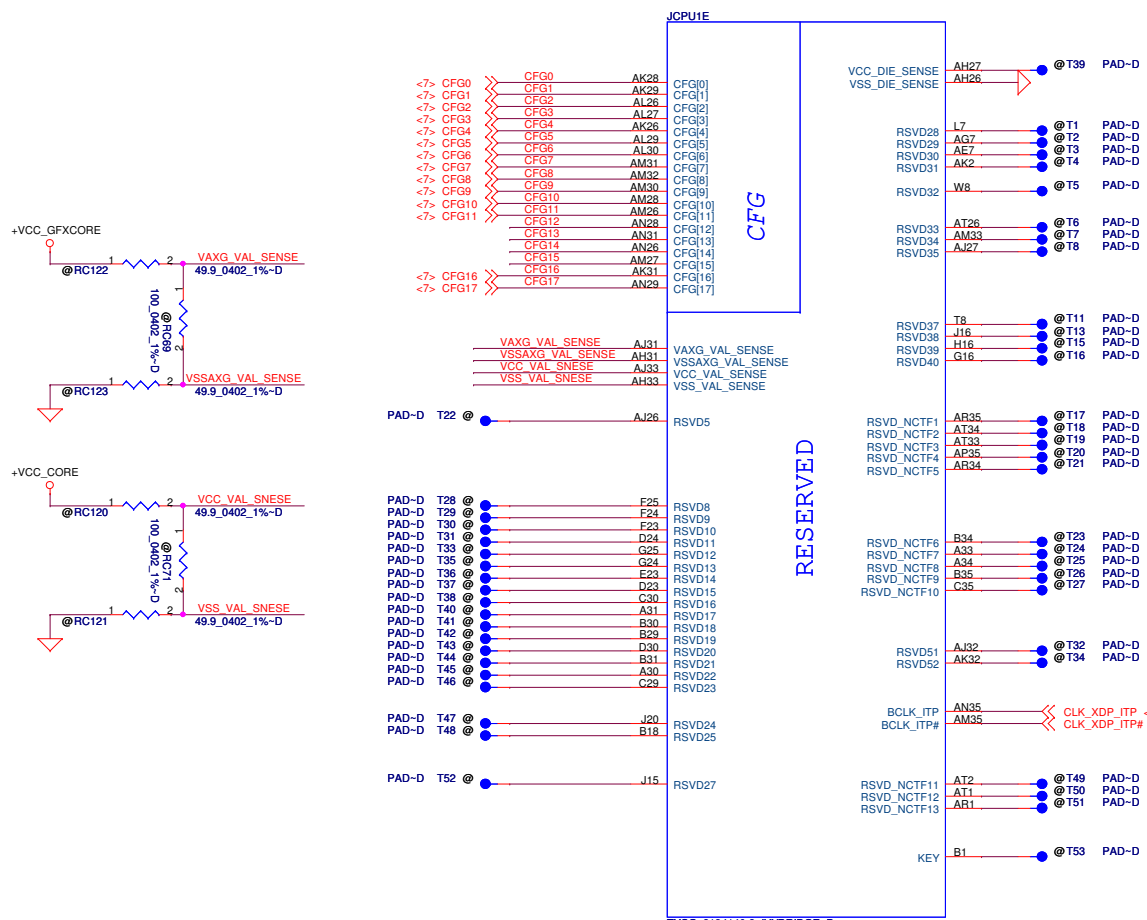 JCPU1E
<7> CFG0 CFG0 AK28 CFG[0]
<7> CFG1 CFG1 AK29 CFG[1]
<7> CFG2 CFG2 AL26 CFG[2]
<7> CFG3 CFG3 AL27 CFG[3]
<7> CFG4 CFG4 AK26 CFG[4]
<7> CFG5 CFG5 AL29 CFG[5]
<7> CFG6 CFG6 AL30 CFG[6]
<7> CFG7 CFG7 AM31 CFG[7]
<7> CFG8 CFG8 AM32 CFG[8]
<7> CFG9 CFG9 AM30 CFG[9]
<7> CFG10 CFG10 AM28 CFG[10]
<7> CFG11 CFG11 AM26 CFG[11]
CFG12 AN28 CFG[12]
CFG13 AN31 CFG[13]
CFG14 AN26 CFG[14]
CFG15 AM27 CFG[15]
<7> CFG16 CFG16 AK31 CFG[16]
<7> CFG17 CFG17 AN29 CFG[17]
CFG
VCC_DIE_SENSE AH27 @T39 PAD~D
VSS_DIE_SENSE AH26
RSVD28 L7 @T1 PAD~D
RSVD29 AG7 @T2 PAD~D
RSVD30 AE7 @T3 PAD~D
RSVD31 AK2 @T4 PAD~D
RSVD32 W8 @T5 PAD~D
RSVD33 AT26 @T6 PAD~D
RSVD34 AM33 @T7 PAD~D
RSVD35 AJ27 @T8 PAD~D
RSVD37 T8 @T11 PAD~D
RSVD38 J16 @T13 PAD~D
RSVD39 H16 @T15 PAD~D
RSVD40 G16 @T16 PAD~D
+VCC_GFXCORE
1 2 VAXG_VAL_SENSE
@RC122 49.9_0402_1%~D
1 2
@RC69
100_0402_1%~D
1 2 VSSAXG_VAL_SENSE
@RC123 49.9_0402_1%~D
VAXG_VAL_SENSE AJ31 VAXG_VAL_SENSE
VSSAXG_VAL_SENSE AH31 VSSAXG_VAL_SENSE
VCC_VAL_SNESE AJ33 VCC_VAL_SENSE
VSS_VAL_SNESE AH33 VSS_VAL_SENSE
PAD~D T22 @ AJ26 RSVD5
RESERVED
RSVD_NCTF1 AR35 @T17 PAD~D
RSVD_NCTF2 AT34 @T18 PAD~D
RSVD_NCTF3 AT33 @T19 PAD~D
RSVD_NCTF4 AP35 @T20 PAD~D
RSVD_NCTF5 AR34 @T21 PAD~D
+VCC_CORE
1 2 VCC_VAL_SNESE
@RC120 49.9_0402_1%~D
1 2
@RC71
100_0402_1%~D
1 2 VSS_VAL_SNESE
@RC121 49.9_0402_1%~D
PAD~D T28 @ F25 RSVD8
PAD~D T29 @ F24 RSVD9
PAD~D T30 @ F23 RSVD10
PAD~D T31 @ D24 RSVD11
PAD~D T33 @ G25 RSVD12
PAD~D T35 @ G24 RSVD13
PAD~D T36 @ E23 RSVD14
PAD~D T37 @ D23 RSVD15
PAD~D T38 @ C30 RSVD16
PAD~D T40 @ A31 RSVD17
PAD~D T41 @ B30 RSVD18
PAD~D T42 @ B29 RSVD19
PAD~D T43 @ D30 RSVD20
PAD~D T44 @ B31 RSVD21
PAD~D T45 @ A30 RSVD22
PAD~D T46 @ C29 RSVD23
PAD~D T47 @ J20 RSVD24
PAD~D T48 @ B18 RSVD25
PAD~D T52 @ J15 RSVD27
RSVD_NCTF6 B34 @T23 PAD~D
RSVD_NCTF7 A33 @T24 PAD~D
RSVD_NCTF8 A34 @T25 PAD~D
RSVD_NCTF9 B35 @T26 PAD~D
RSVD_NCTF10 C35 @T27 PAD~D
RSVD51 AJ32 @T32 PAD~D
RSVD52 AK32 @T34 PAD~D
BCLK_ITP AN35 CLK_XDP_ITP <
BCLK_ITP# AM35 CLK_XDP_ITP#
RSVD_NCTF11 AT2 @T49 PAD~D
RSVD_NCTF12 AT1 @T50 PAD~D
RSVD_NCTF13 AR1 @T51 PAD~D
KEY B1 @T53 PAD~D